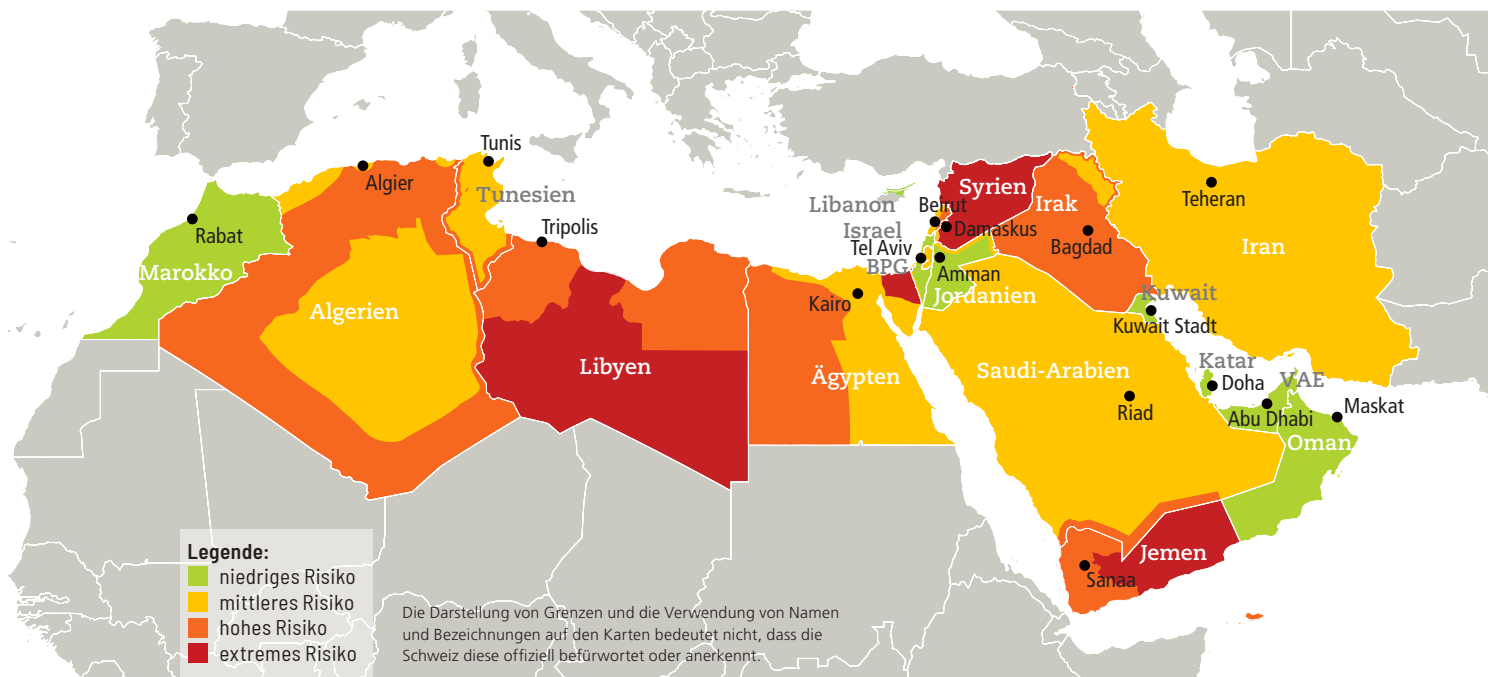 Tunis
Algier
Tunesien
Syrien
Teheran
Libanon
Beirut
Irak
Rabat
Tripolis
Israel
Damaskus
Bagdad
Iran
Tel Aviv
Marokko
BPG
Amman
Kairo
Jordanien
Kuwait
Algerien
Kuwait Stadt
Libyen
Ägypten
Saudi-Arabien
Katar
Doha
VAE
Riad
Abu Dhabi
Maskat
Oman
Jemen
Sanaa
Legende:
niedriges Risiko
mittleres Risiko
hohes Risiko
extremes Risiko
Die Darstellung von Grenzen und die Verwendung von Namen
und Bezeichnungen auf den Karten bedeutet nicht, dass die
Schweiz diese offiziell befürwortet oder anerkennt.